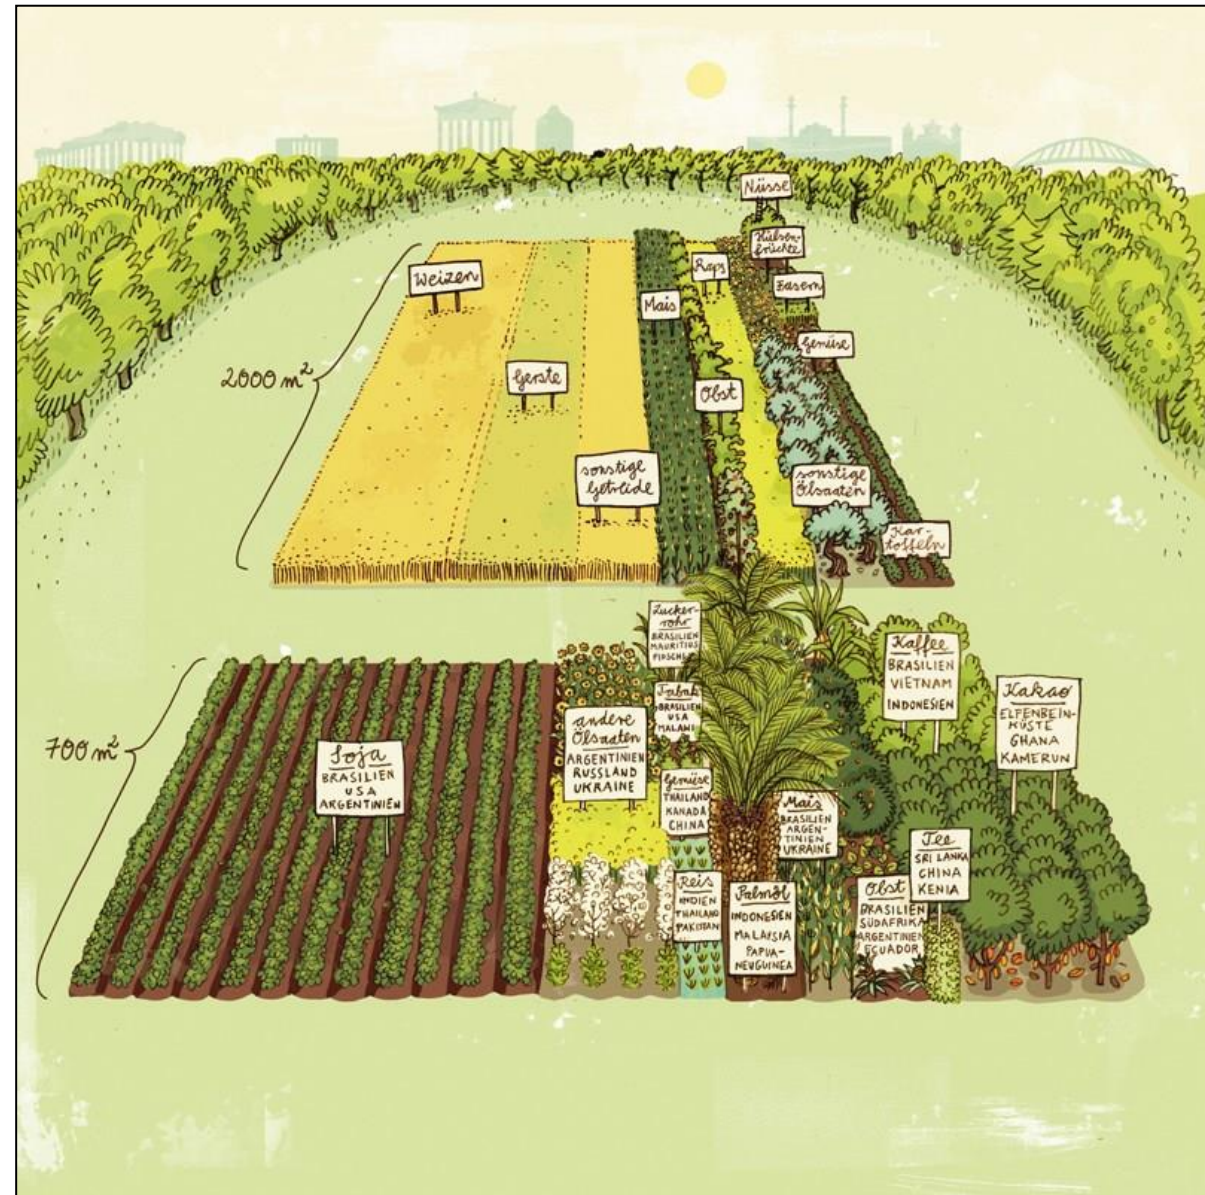 Nüsse
Hülsen-
früchte
Raps
Fasern
Weizen
Mais
Gemüse
2000 m²
Gerste
Obst
sonstige
Getreide
sonstige
Ölsaaten
Kar-
toffeln
700 m²
Soja
BRASILIEN
USA
ARGENTINIEN
andere
Ölsaaten
ARGENTINIEN
RUSSLAND
UKRAINE
Zucker-
rohr
BRASILIEN
MAURITIUS
Tabak
BRASILIEN
USA
MALAWI
Gemüse
THAILAND
KANADA
CHINA
Reis
INDIEN
THAILAND
PAKISTAN
Palmöl
INDONESIEN
MALAYSIA
PAPUA-
NEUGUINEA
Mais
BRASILIEN
ARGEN-
TINIEN
UKRAINE
Obst
BRASILIEN
SÜDAFRIKA
ARGENTINIEN
ECUADOR
Tee
SRI LANKA
CHINA
KENIA
Kaffee
BRASILIEN
VIETNAM
INDONESIEN
Kakao
ELFENBEIN-
KÜSTE
GHANA
KAMERUN